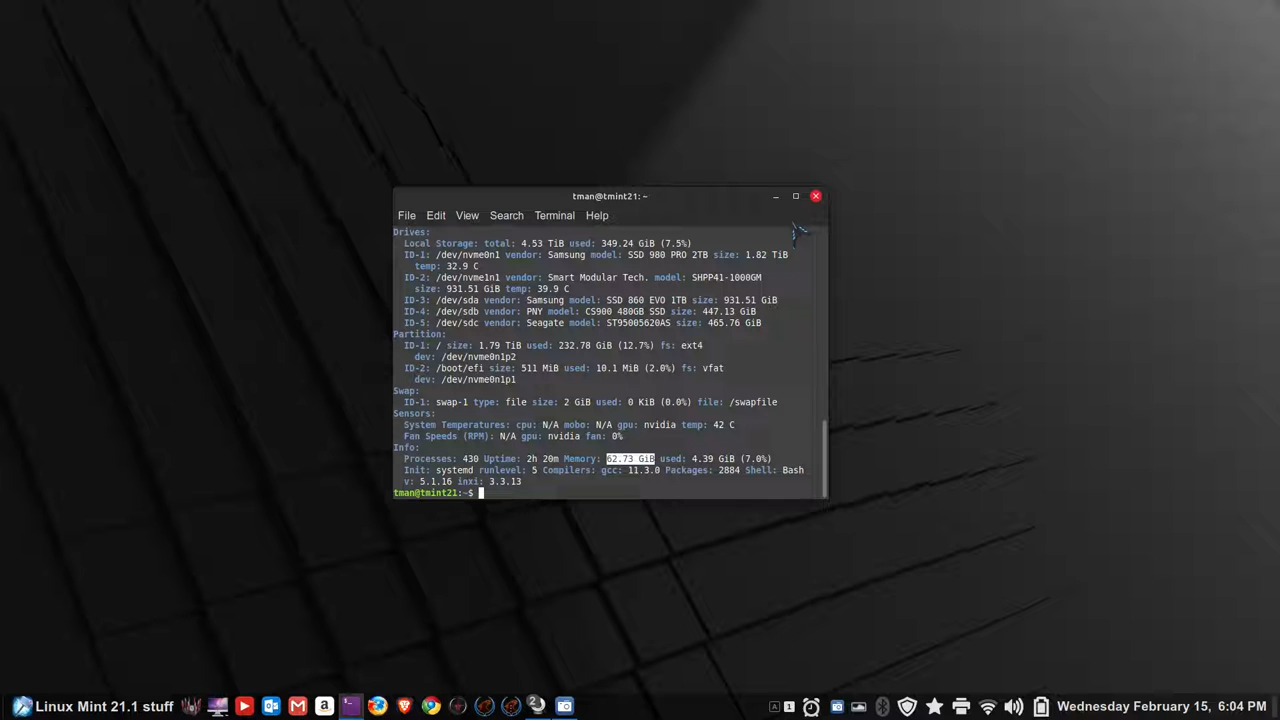 tman@tmint21: ~
File Edit View Search Terminal Help
Drives:
Local Storage: total: 4.53 TiB used: 349.24 GiB (7.5%)
ID-1: /dev/nvme0n1 vendor: Samsung model: SSD 980 PRO 2TB size: 1.82 TiB
temp: 32.9 C
ID-2: /dev/nvme1n1 vendor: Smart Modular Tech. model: SHPP41-1000GM
size: 931.51 GiB temp: 39.9 C
ID-3: /dev/sda vendor: Samsung model: SSD 860 EVO 1TB size: 931.51 GiB
ID-4: /dev/sdb vendor: PNY model: CS900 480GB SSD size: 447.13 GiB
ID-5: /dev/sdc vendor: Seagate model: ST95005620AS size: 465.76 GiB
Partition:
ID-1: / size: 1.79 TiB used: 232.78 GiB (12.7%) fs: ext4
dev: /dev/nvme0n1p2
ID-2: /boot/efi size: 511 MiB used: 10.1 MiB (2.0%) fs: vfat
dev: /dev/nvme0n1p1
Swap:
ID-1: swap-1 type: file size: 2 GiB used: 0 KiB (0.0%) file: /swapfile
Sensors:
System Temperatures: cpu: N/A mobo: N/A gpu: nvidia temp: 42 C
Fan Speeds (RPM): N/A gpu: nvidia fan: 0%
Info:
Processes: 430 Uptime: 2h 20m Memory: 62.73 GiB used: 4.39 GiB (7.0%)
Init: systemd runlevel: 5 Compilers: gcc: 11.3.0 Packages: 2884 Shell: Bash
v: 5.1.16 inxi: 3.3.13
tman@tmint21:~$
Linux Mint 21.1 stuff
2
A 1
Wednesday February 15, 6:04 PM